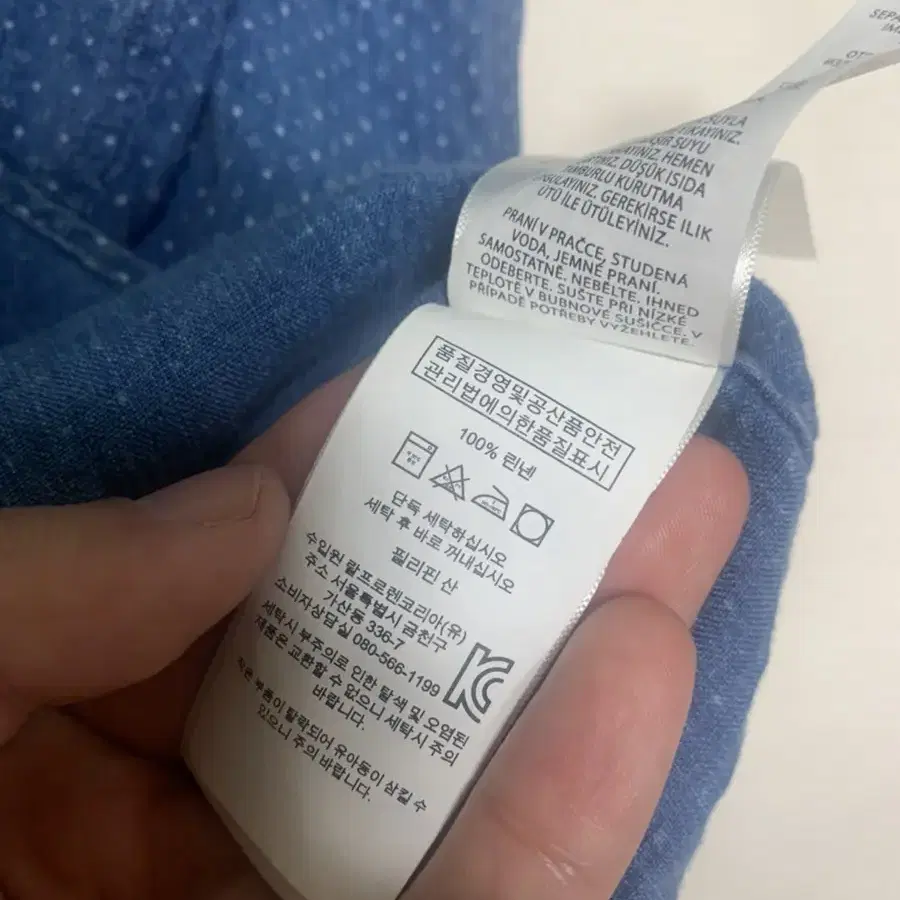 SEPA
SUYLA
YIKAYINIZ.
SUYU
HEMEN
DÜŞÜK ISIDA
TAMBURLU KURUTMA
UYGULAYINIZ. GEREKİRSE ILIK
ÜTÜ İLE ÜTÜLEYİNİZ.
PRANÍ V PRAČCE, STUDENÁ
VODA, JEMNÉ PRANÍ.
SAMOSTATNĚ. NEBĚLTE. IHNED
ODEBERTE. SUŠTE PŘI NÍZKÉ
TEPLOTĚ V BUBNOVÉ SUŠIČCE. V
PŘÍPADĚ POTŘEBY VYŽEHLETE.
품질경영및공산품안전
관리법에의한품질표시
100% 린넨
단독 세탁하십시오
세탁 후 바로 꺼내십시오
필리핀 산
수입원 랄프로렌코리아(유)
주소 서울특별시 금천구
가산동 336-7
소비자상담실 080-566-1199
세탁시 부주의로 인한 탈색 및 오염된
제품은 교환할 수 없으니 세탁시 주의
바랍니다.
작은 부품이 탈락되어 유아동이 삼킬 수
있으니 주의 바랍니다.